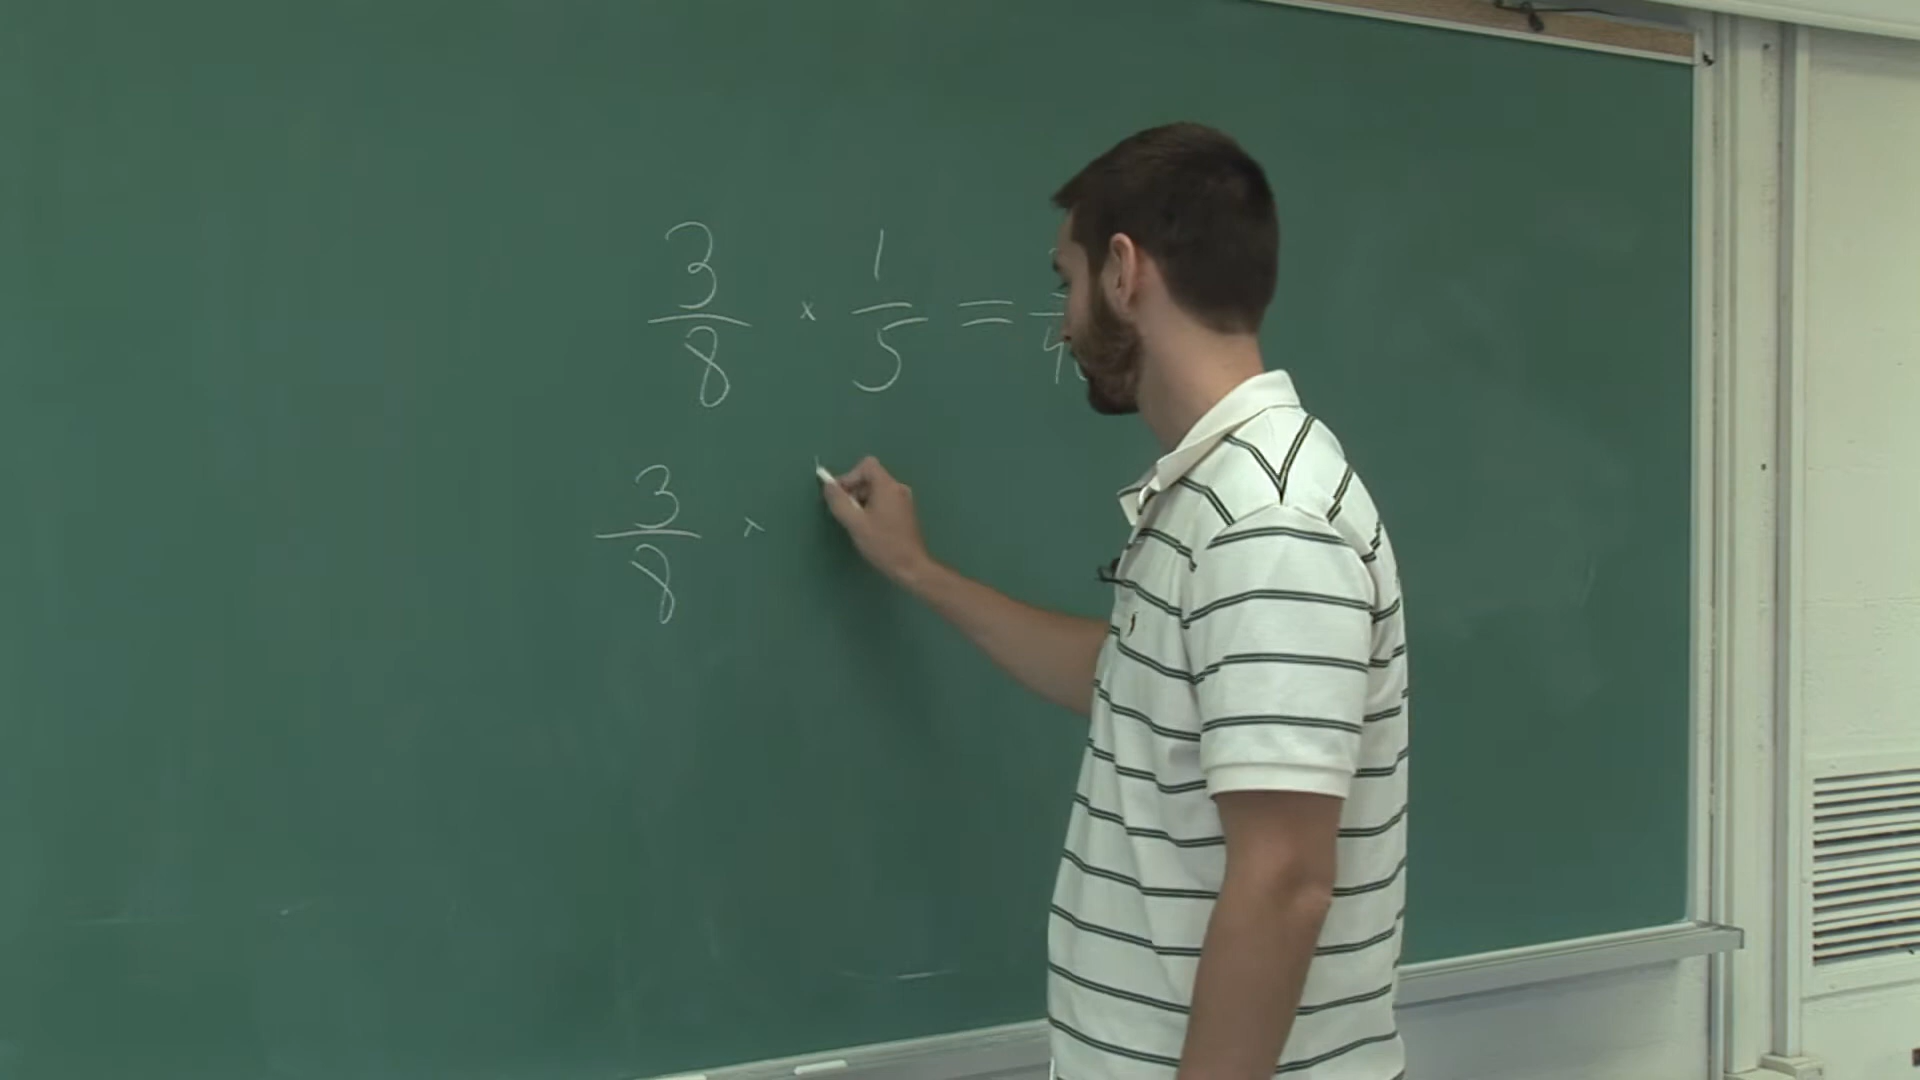 3/8 × 1/5 =
3/8 ×